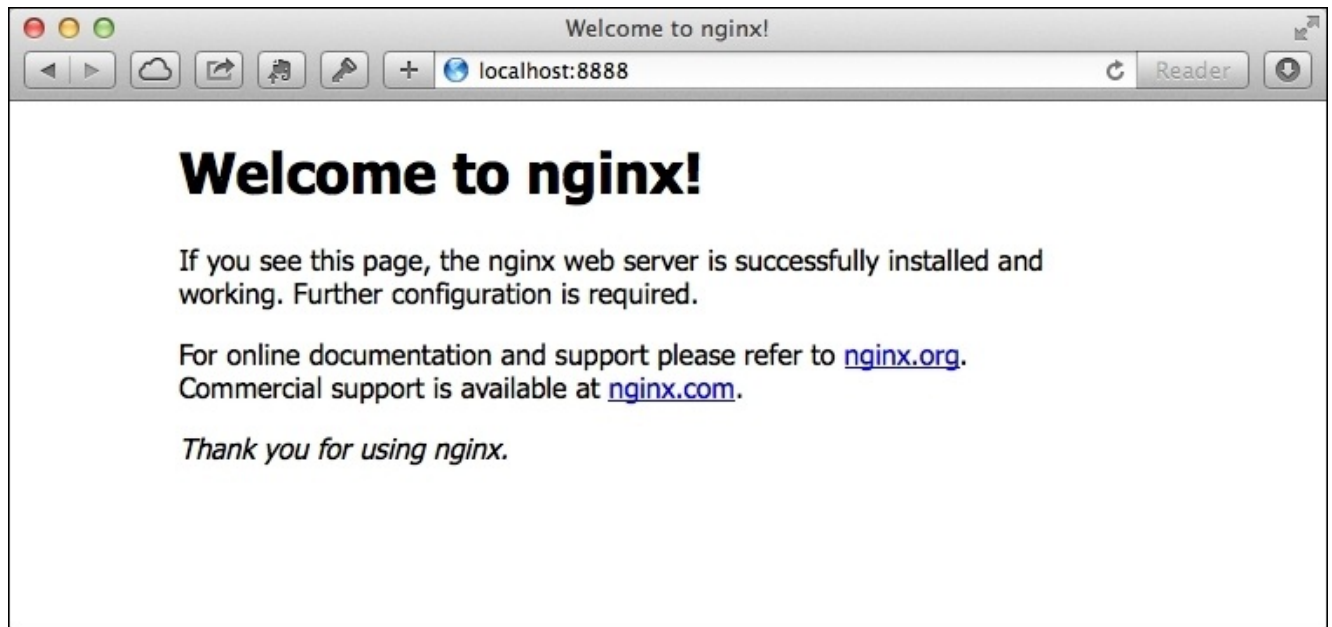 Welcome to nginx!
localhost:8888
Reader
Welcome to nginx!
If you see this page, the nginx web server is successfully installed and
working. Further configuration is required.
For online documentation and support please refer to nginx.org.
Commercial support is available at nginx.com.
Thank you for using nginx.